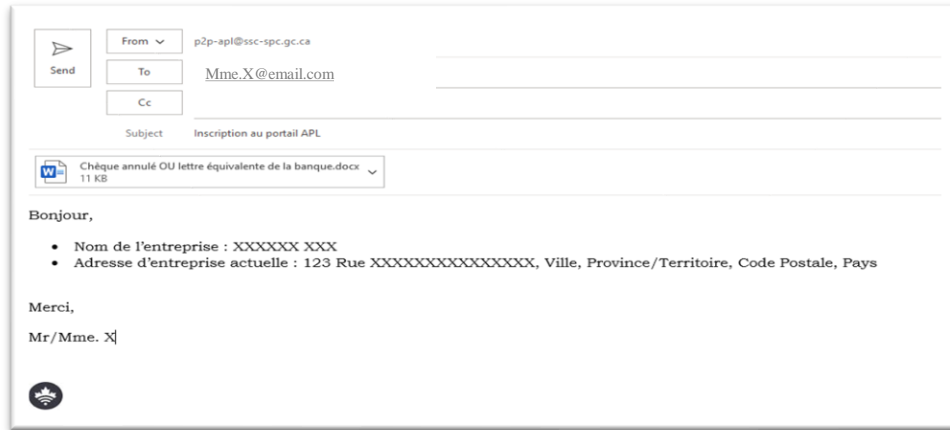 From
p2p-apl@ssc-spc.gc.ca
Send
To
Mme.X@email.com
Cc
Subject
Inscription au portail APL
Chèque annulé OU lettre équivalente de la banque.docx
11 KB
Bonjour,
• Nom de l'entreprise : XXXXXX XXX
• Adresse d'entreprise actuelle : 123 Rue XXXXXXXXXXXXXXX, Ville, Province/Territoire, Code Postale, Pays
Merci,
Mr/Mme. X